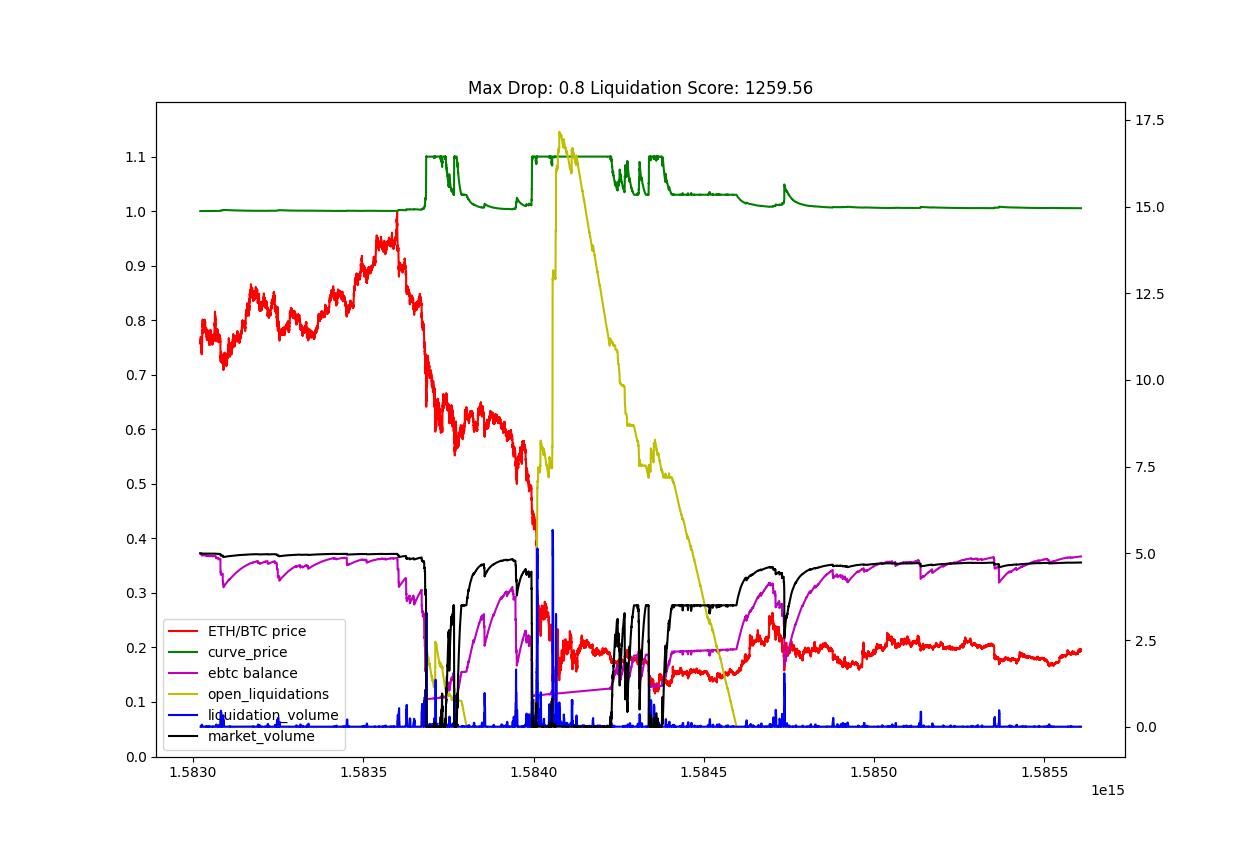 Max Drop: 0.8 Liquidation Score: 1259.56
1.1
1.0
0.9
0.8
0.7
0.6
0.5
0.4
0.3
0.2
0.1
0.0
17.5
15.0
12.5
10.0
7.5
5.0
2.5
0.0
ETH/BTC price
curve_price
ebtc balance
open_liquidations
liquidation_volume
market_volume
1.5830 1.5835 1.5840 1.5845 1.5850 1.5855
1e15